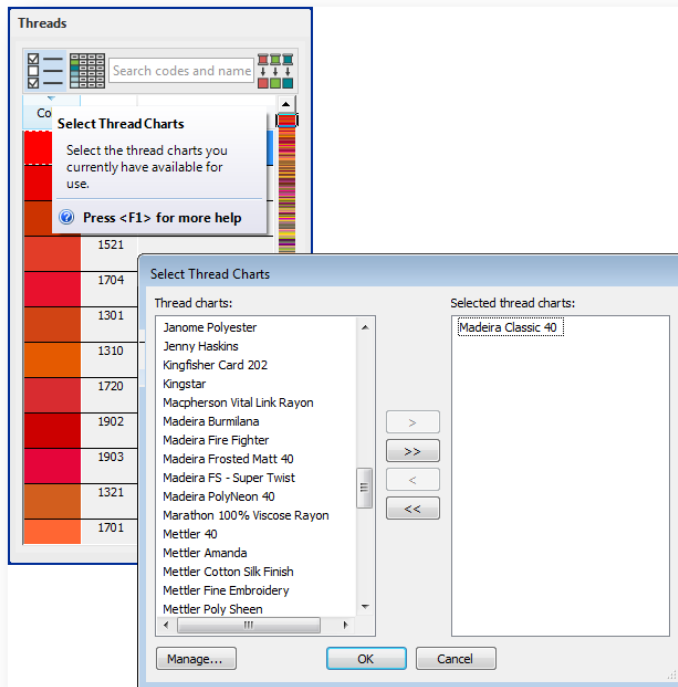 Threads
Search codes and name
Co
Select Thread Charts
Select the thread charts you
currently have available for
use.
Press <F1> for more help
1521
1704
1301
1310
1720
1902
1903
1321
1701
Select Thread Charts
Thread charts:
Janome Polyester
Jenny Haskins
Kingfisher Card 202
Kingstar
Macpherson Vital Link Rayon
Madeira Burmilana
Madeira Fire Fighter
Madeira Frosted Matt 40
Madeira FS - Super Twist
Madeira PolyNeon 40
Marathon 100% Viscose Rayon
Mettler 40
Mettler Amanda
Mettler Cotton Silk Finish
Mettler Fine Embroidery
Mettler Poly Sheen
>
>>
<
<<
Selected thread charts:
Madeira Classic 40
Manage...
OK
Cancel